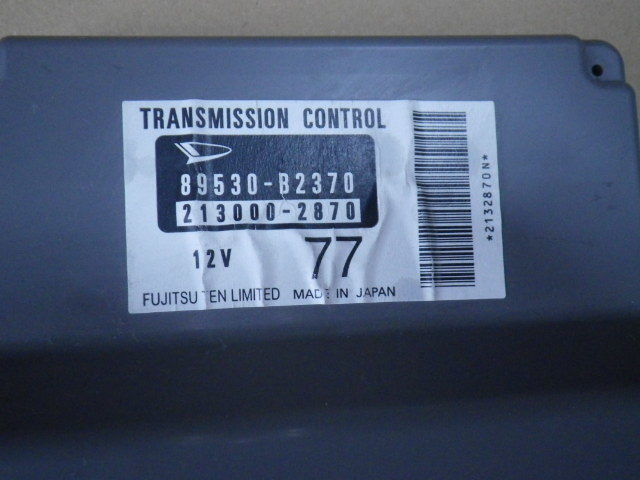 TRANSMISSION CONTROL
89530-B2370
213000-2870
12V 77
FUJITSU TEN LIMITED MADE IN JAPAN
*2132870N*